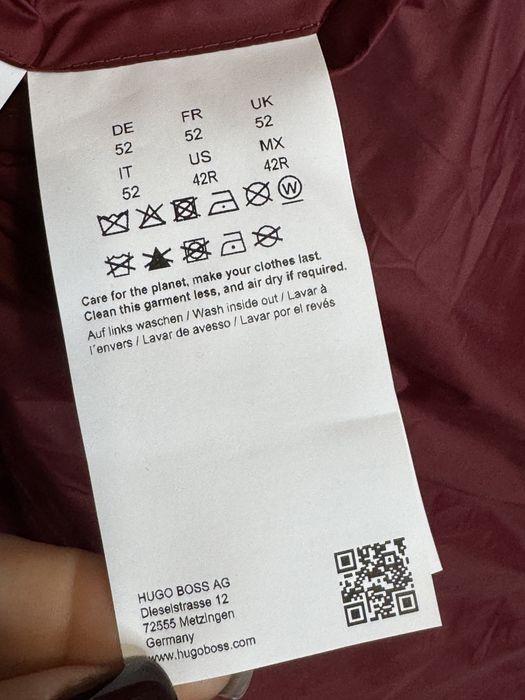 DE FR UK
52 52 52
IT US MX
52 42R 42R
W
Care for the planet, make your clothes last.
Clean this garment less, and air dry if required.
Auf links waschen / Wash inside out / Lavar à
l'envers / Lavar de avesso / Lavar por el revés
HUGO BOSS AG
Dieselstrasse 12
72555 Metzingen
Germany
www.hugoboss.com